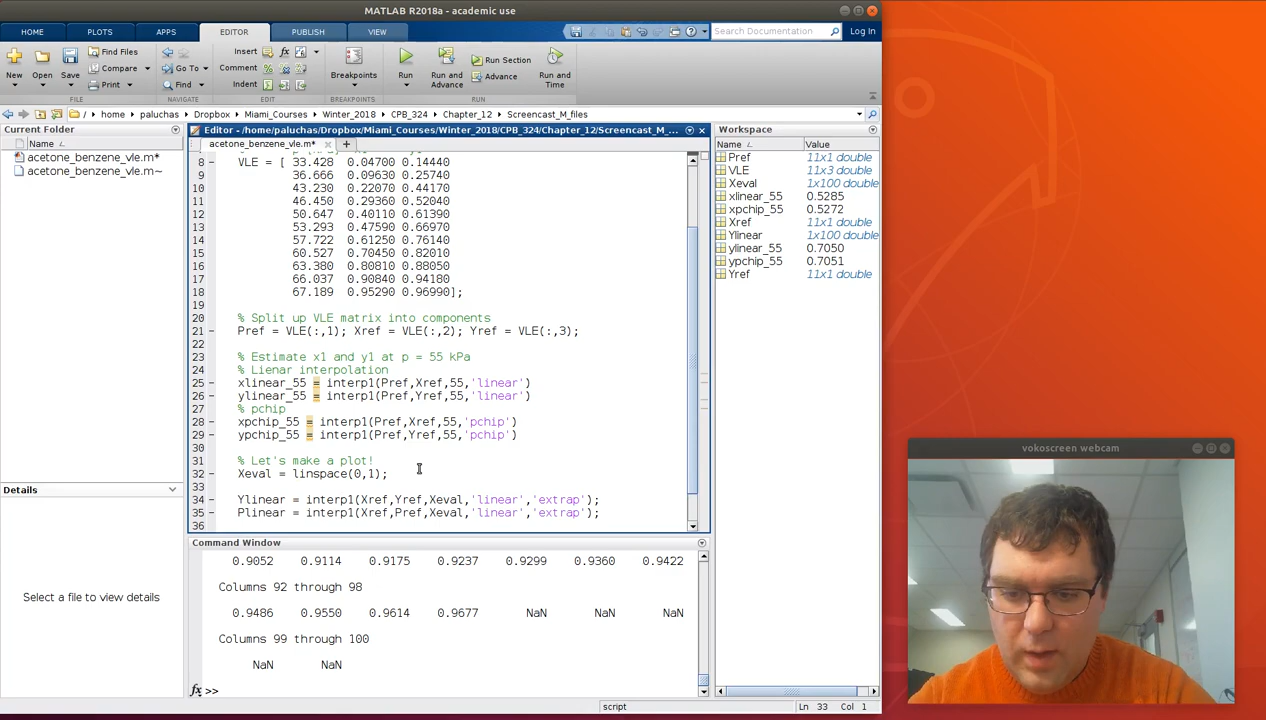 MATLAB R2018a - academic use
HOME PLOTS APPS EDITOR PUBLISH VIEW Search Documentation Log In
New Open Save Find Files Compare Print Go To Find Insert Comment Indent Breakpoints Run Run and Advance Run Section Advance Run and Time
FILE NAVIGATE EDIT BREAKPOINTS RUN
/ home paluchas Dropbox Miami_Courses Winter_2018 CPB_324 Chapter_12 Screencast_M_files
Current Folder
Name
acetone_benzene_vle.m*
acetone_benzene_vle.m~
Details
Select a file to view details
Editor - /home/paluchas/Dropbox/Miami_Courses/Winter_2018/CPB_324/Chapter_12/Screencast_M_...
acetone_benzene_vle.m*
8 - VLE = [ 33.428 0.04700 0.14440
9 36.666 0.09630 0.25740
10 43.230 0.22070 0.44170
11 46.450 0.29360 0.52040
12 50.647 0.40110 0.61390
13 53.293 0.47590 0.66970
14 57.722 0.61250 0.76140
15 60.527 0.70450 0.82010
16 63.380 0.80810 0.88050
17 66.037 0.90840 0.94180
18 67.189 0.95290 0.96990];
19
20 % Split up VLE matrix into components
21 - Pref = VLE(:,1); Xref = VLE(:,2); Yref = VLE(:,3);
22
23 % Estimate x1 and y1 at p = 55 kPa
24 % Lienar interpolation
25 - xlinear_55 = interp1(Pref,Xref,55,'linear')
26 - ylinear_55 = interp1(Pref,Yref,55,'linear')
27 % pchip
28 - xpchip_55 = interp1(Pref,Xref,55,'pchip')
29 - ypchip_55 = interp1(Pref,Yref,55,'pchip')
30
31 % Let's make a plot!
32 - Xeval = linspace(0,1);
33
34 - Ylinear = interp1(Xref,Yref,Xeval,'linear','extrap');
35 - Plinear = interp1(Xref,Pref,Xeval,'linear','extrap');
36
Command Window
0.9052 0.9114 0.9175 0.9237 0.9299 0.9360 0.9422
Columns 92 through 98
0.9486 0.9550 0.9614 0.9677 NaN NaN NaN
Columns 99 through 100
NaN NaN
fx >>
Workspace
Name Value
Pref 11x1 double
VLE 11x3 double
Xeval 1x100 double
xlinear_55 0.5285
xpchip_55 0.5272
Xref 11x1 double
Ylinear 1x100 double
ylinear_55 0.7050
ypchip_55 0.7051
Yref 11x1 double
script Ln 33 Col 1
vokoscreen webcam